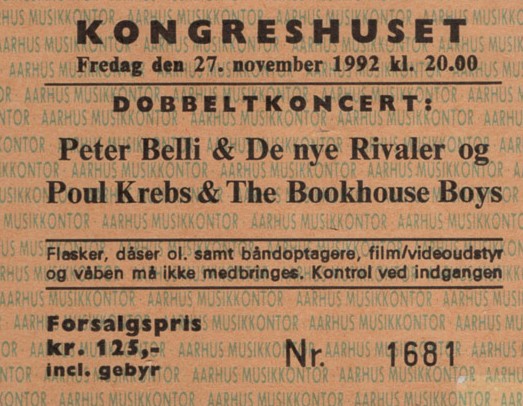 KONGRESHUSET
Fredag den 27. november 1992 kl. 20.00
DOBBELTKONCERT:
Peter Belli & De nye Rivaler og
Poul Krebs & The Bookhouse Boys
Flasker, dåser ol. samt båndoptagere, film/videoudstyr
og våben må ikke medbringes. Kontrol ved indgangen
Forsalgspris
kr. 125,-
incl. gebyr
Nr. 1681
AARHUS MUSIKKONTOR